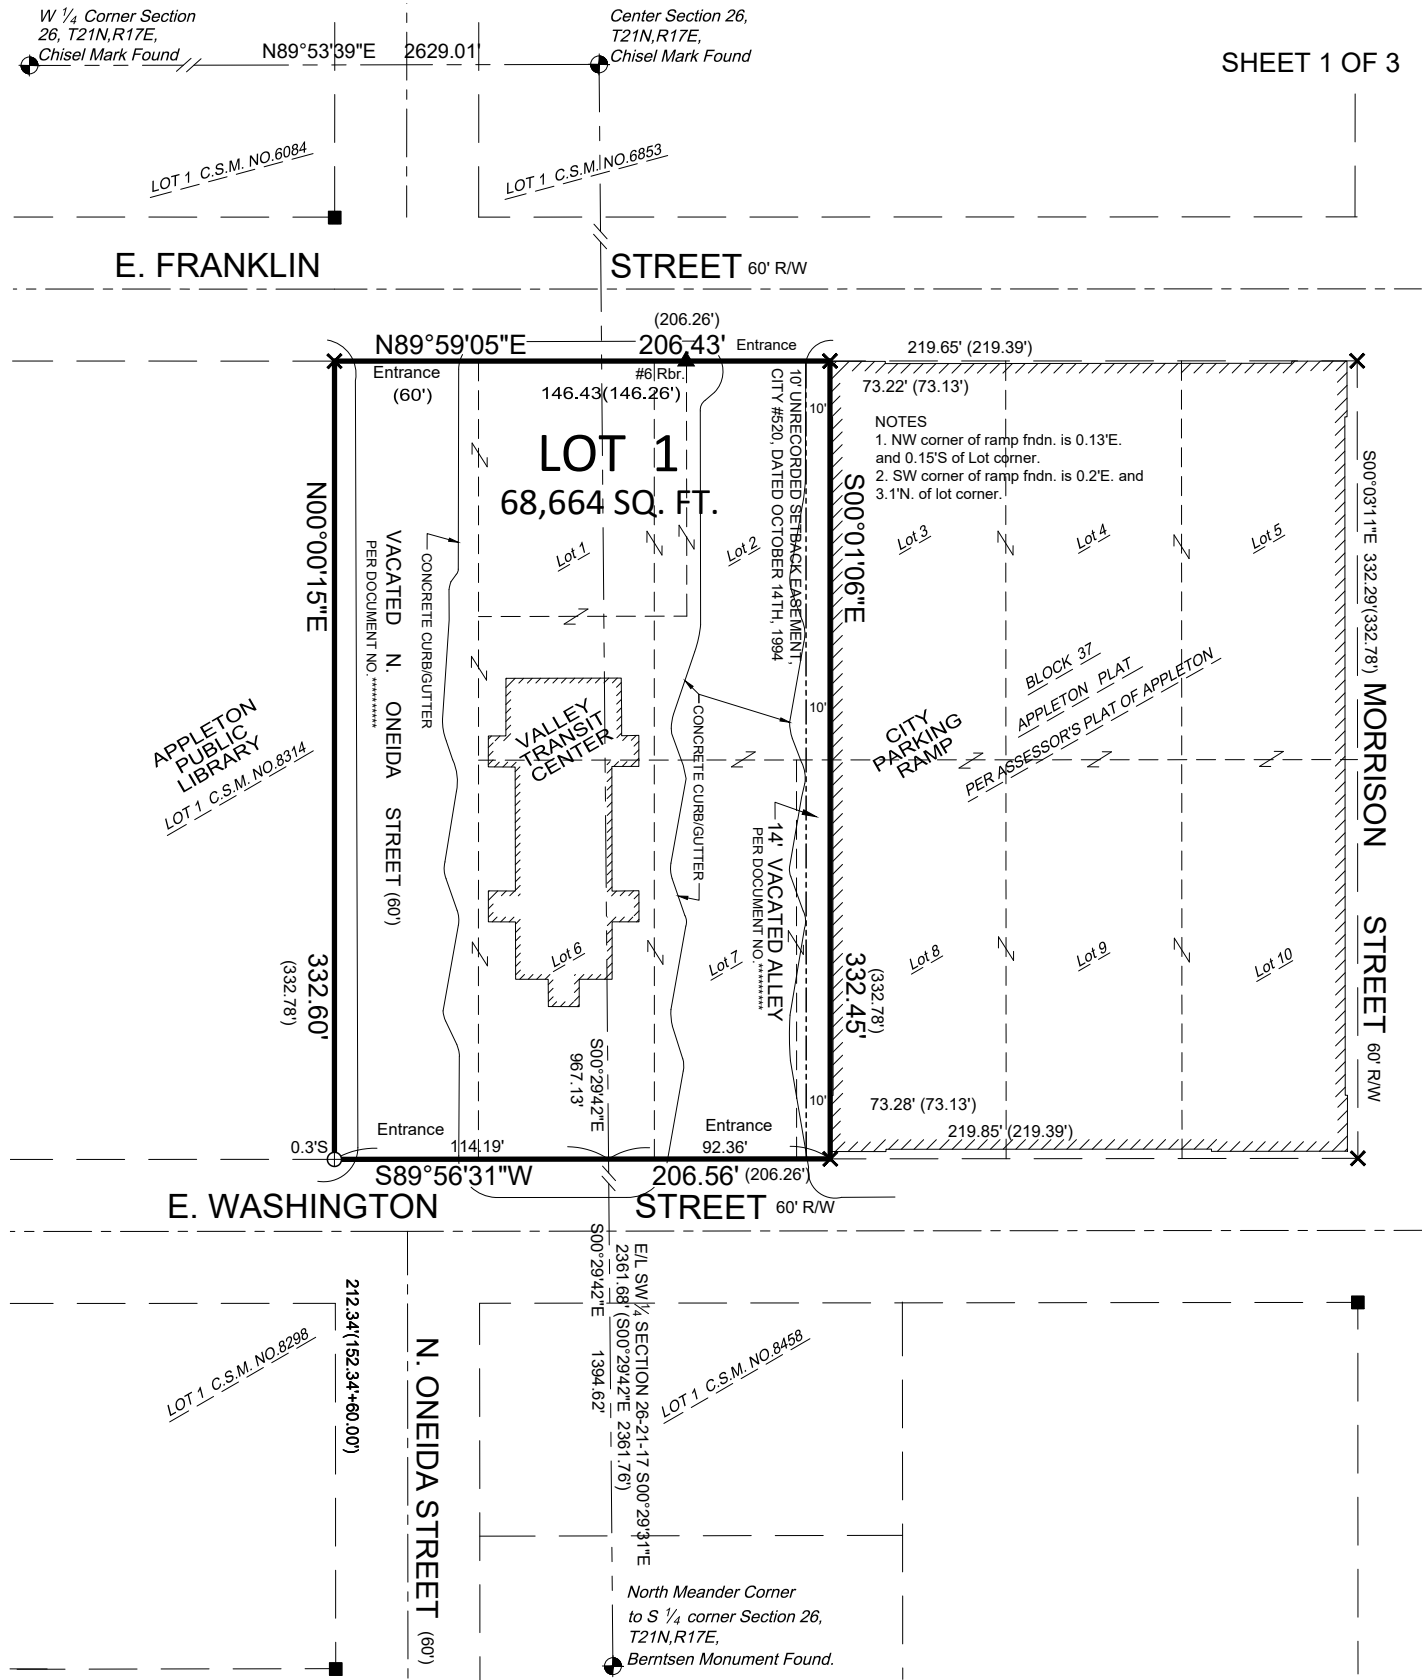 W ¼ Corner Section
26, T21N,R17E,
Chisel Mark Found
Center Section 26,
T21N,R17E,
Chisel Mark Found
N89°53'39"E 2629.01'
SHEET 1 OF 3
LOT 1 C.S.M. NO.6084
LOT 1 C.S.M. NO.6853
E. FRANKLIN STREET 60' R/W
(206.26')
N89°59'05"E 206.43' Entrance
219.65' (219.39')
Entrance
(60')
#6 Rbr.
146.43(146.26')
73.22' (73.13')
10'
10' UNRECORDED SETBACK EASEMENT,
CITY #520, DATED OCTOBER 14TH, 1994
NOTES
1. NW corner of ramp fndn. is 0.13'E.
and 0.15'S of Lot corner.
2. SW corner of ramp fndn. is 0.2'E. and
3.1'N. of lot corner.
LOT 1
68,664 SQ. FT.
N00°00'15"E
332.60'
(332.78')
S00°01'06"E
332.45'
(332.78')
S00°03'11"E 332.29'(332.78')
MORRISON STREET 60' R/W
VACATED N. ONEIDA STREET (60')
PER DOCUMENT NO. **********
CONCRETE CURB/GUTTER
Lot 1
Lot 2
Lot 3
Lot 4
Lot 5
BLOCK 37
APPLETON PLAT
PER ASSESSOR'S PLAT OF APPLETON
APPLETON
PUBLIC
LIBRARY
LOT 1 C.S.M. NO.8314
VALLEY
TRANSIT
CENTER
CONCRETE CURB/GUTTER
10'
CITY
PARKING
RAMP
14' VACATED ALLEY
PER DOCUMENT NO. **********
Lot 6
Lot 7
Lot 8
Lot 9
Lot 10
S00°29'42"E
967.13'
10'
73.28' (73.13')
219.85' (219.39')
0.3'S
Entrance
114.19'
Entrance
92.36'
S89°56'31"W 206.56' (206.26')
E. WASHINGTON STREET 60' R/W
S00°29'42"E 1394.62'
E/L SW¼ SECTION 26-21-17 S00°29'31"E
2361.68' (S00°29'42"E 2361.76')
212.34'(152.34'+60.00')
LOT 1 C.S.M. NO.8298
N. ONEIDA STREET (60')
LOT 1 C.S.M. NO.8458
North Meander Corner
to S ¼ corner Section 26,
T21N,R17E,
Berntsen Monument Found.